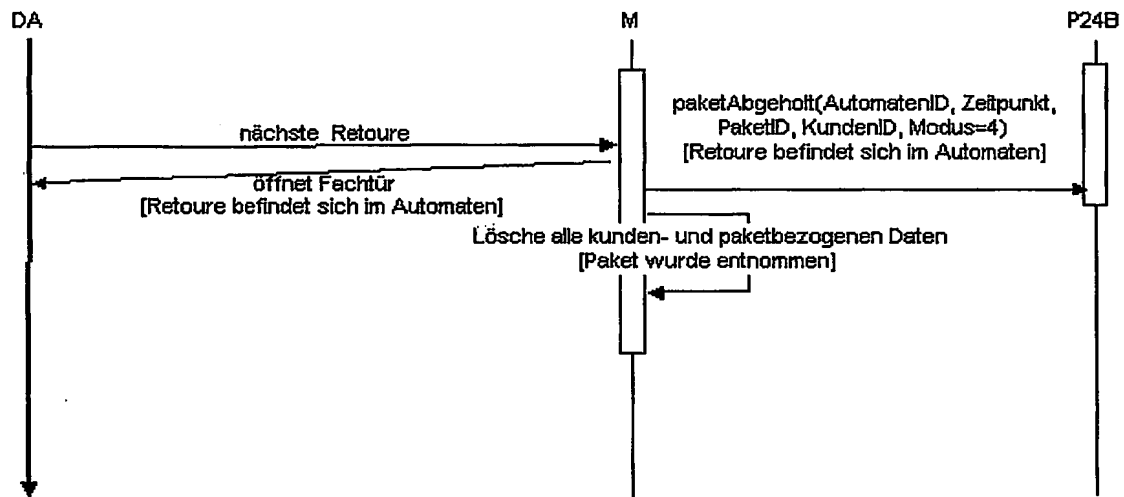 DA
M
P24B
paketAbgeholt(AutomatenID, Zeitpunkt,
PaketID, KundenID, Modus=4)
[Retoure befindet sich im Automaten]
nächste Retoure
öffnet Fachtür
[Retoure befindet sich im Automaten]
Lösche alle kunden- und paketbezogenen Daten
[Paket wurde entnommen]